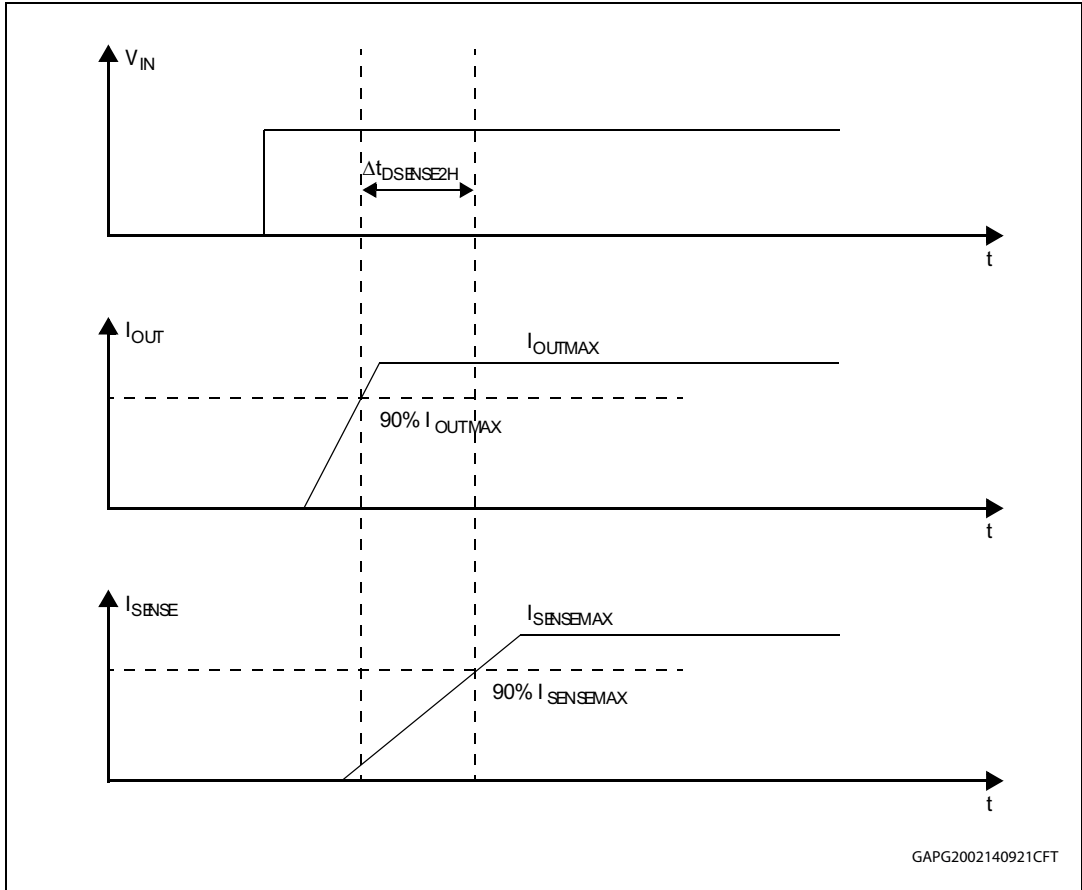 V_IN
Δt_DSENSE2H
t
I_OUT
I_OUTMAX
90% I_OUTMAX
t
I_SENSE
I_SENSEMAX
90% I_SENSEMAX
t
GAPG2002140921CFT